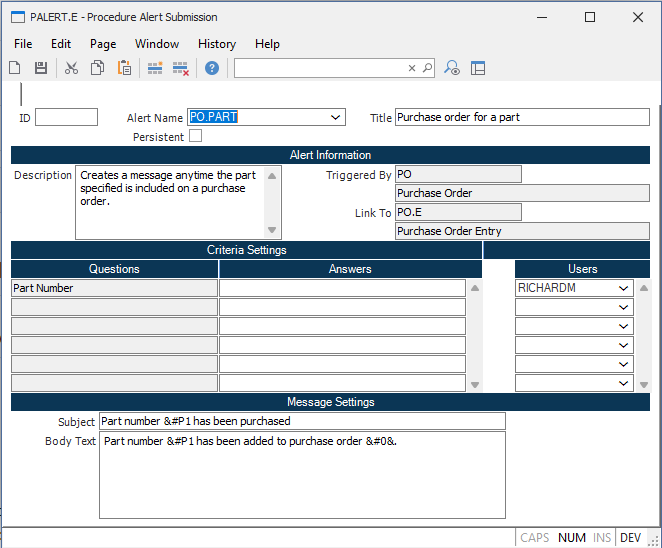 PALERT.E - Procedure Alert Submission
File Edit Page Window History Help
ID Alert Name PO.PART Title Purchase order for a part
Persistent
Alert Information
Description Creates a message anytime the part Triggered By PO
specified is included on a purchase Purchase Order
order. Link To PO.E
Purchase Order Entry
Criteria Settings
Questions Answers Users
Part Number RICHARDM
Message Settings
Subject Part number &#P1 has been purchased
Body Text Part number &#P1 has been added to purchase order &#0&.
CAPS NUM INS DEV